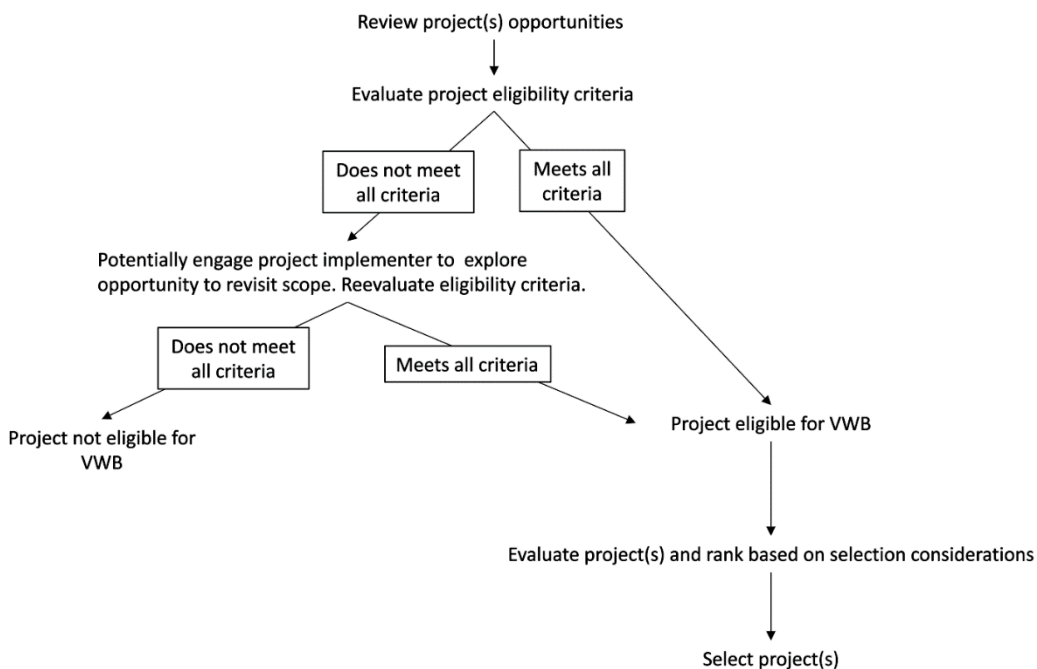 Review project(s) opportunities
Evaluate project eligibility criteria
Does not meet
all criteria
Meets all
criteria
Potentially engage project implementer to explore
opportunity to revisit scope. Reevaluate eligibility criteria.
Does not meet
all criteria
Meets all criteria
Project not eligible for
VWB
Project eligible for VWB
Evaluate project(s) and rank based on selection considerations
Select project(s)